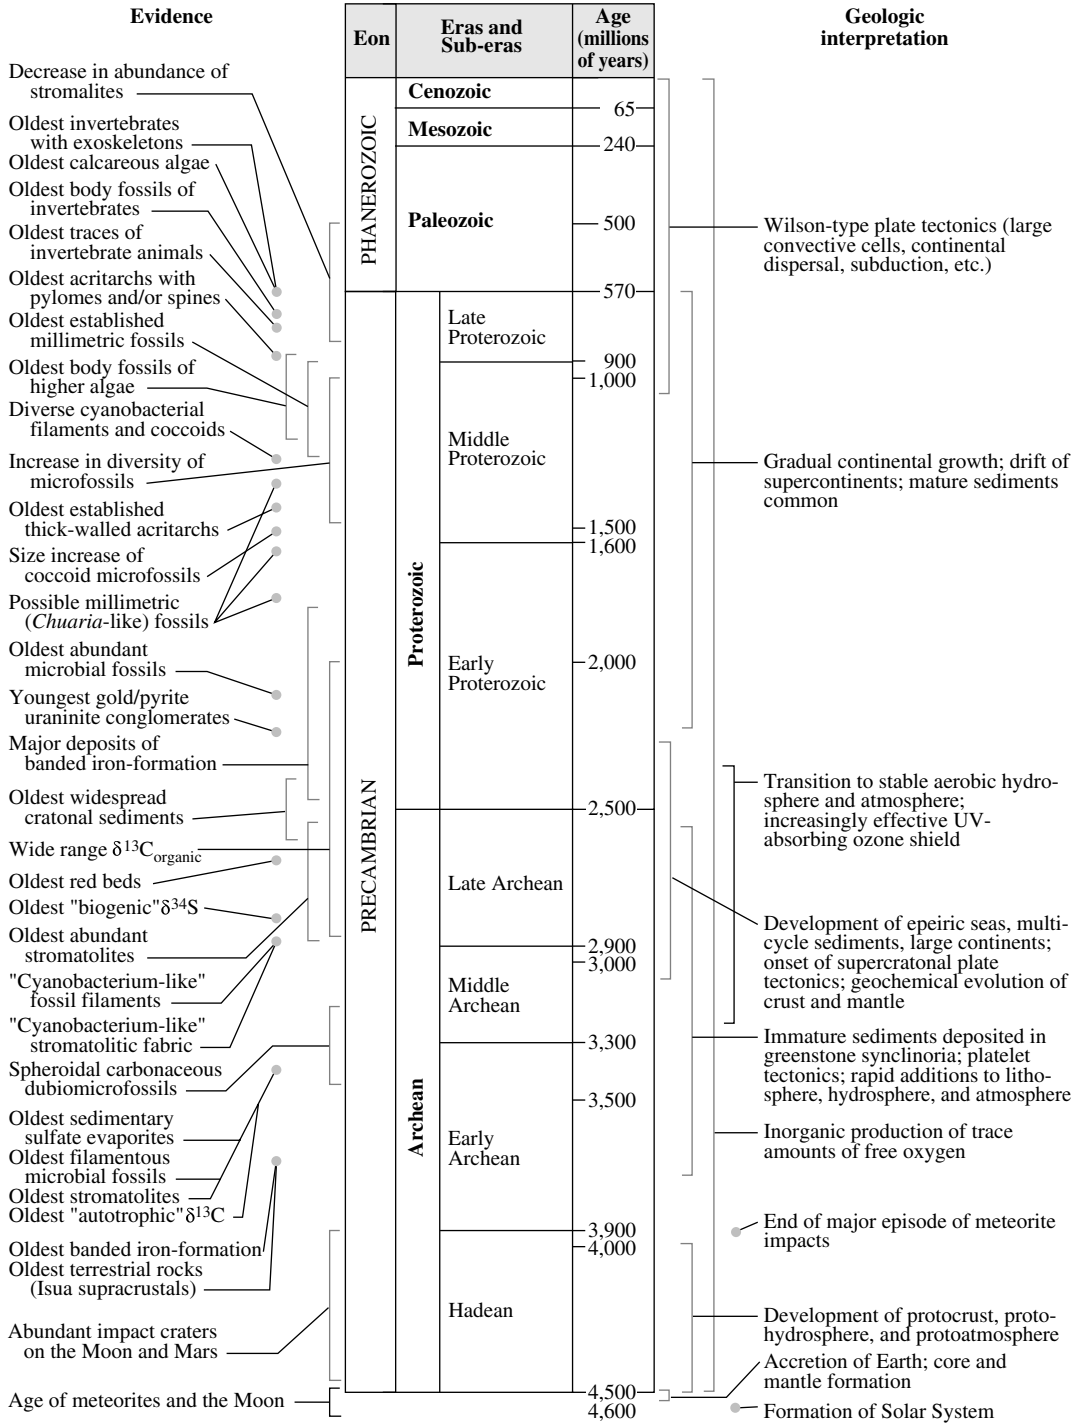 Evidence
Eon
Eras and
Sub-eras
Age
(millions
of years)
Geologic
interpretation
Decrease in abundance of
stromalites
Oldest invertebrates
with exoskeletons
Oldest calcareous algae
Oldest body fossils of
invertebrates
Oldest traces of
invertebrate animals
Oldest acritarchs with
pylomes and/or spines
Oldest established
millimetric fossils
Oldest body fossils of
higher algae
Diverse cyanobacterial
filaments and coccoids
Increase in diversity of
microfossils
Oldest established
thick-walled acritarchs
Size increase of
coccoid microfossils
Possible millimetric
(Chuaria-like) fossils
Oldest abundant
microbial fossils
Youngest gold/pyrite
uraninite conglomerates
Major deposits of
banded iron-formation
Oldest widespread
cratonal sediments
Wide range δ13Corganic
Oldest red beds
Oldest "biogenic"δ34S
Oldest abundant
stromatolites
"Cyanobacterium-like"
fossil filaments
"Cyanobacterium-like"
stromatolitic fabric
Spheroidal carbonaceous
dubiomicrofossils
Oldest sedimentary
sulfate evaporites
Oldest filamentous
microbial fossils
Oldest stromatolites
Oldest "autotrophic"δ13C
Oldest banded iron-formation
Oldest terrestrial rocks
(Isua supracrustals)
Abundant impact craters
on the Moon and Mars
Age of meteorites and the Moon
PHANEROZOIC
PRECAMBRIAN
Cenozoic
Mesozoic
Paleozoic
Proterozoic
Archean
Late
Proterozoic
Middle
Proterozoic
Early
Proterozoic
Late Archean
Middle
Archean
Early
Archean
Hadean
65
240
500
570
900
1,000
1,500
1,600
2,000
2,500
2,900
3,000
3,300
3,500
3,900
4,000
4,500
4,600
Wilson-type plate tectonics (large
convective cells, continental
dispersal, subduction, etc.)
Gradual continental growth; drift of
supercontinents; mature sediments
common
Transition to stable aerobic hydro-
sphere and atmosphere;
increasingly effective UV-
absorbing ozone shield
Development of epeiric seas, multi-
cycle sediments, large continents;
onset of supercratonal plate
tectonics; geochemical evolution of
crust and mantle
Immature sediments deposited in
greenstone synclinoria; platelet
tectonics; rapid additions to litho-
sphere, hydrosphere, and atmosphere
Inorganic production of trace
amounts of free oxygen
End of major episode of meteorite
impacts
Development of protocrust, proto-
hydrosphere, and protoatmosphere
Accretion of Earth; core and
mantle formation
Formation of Solar System